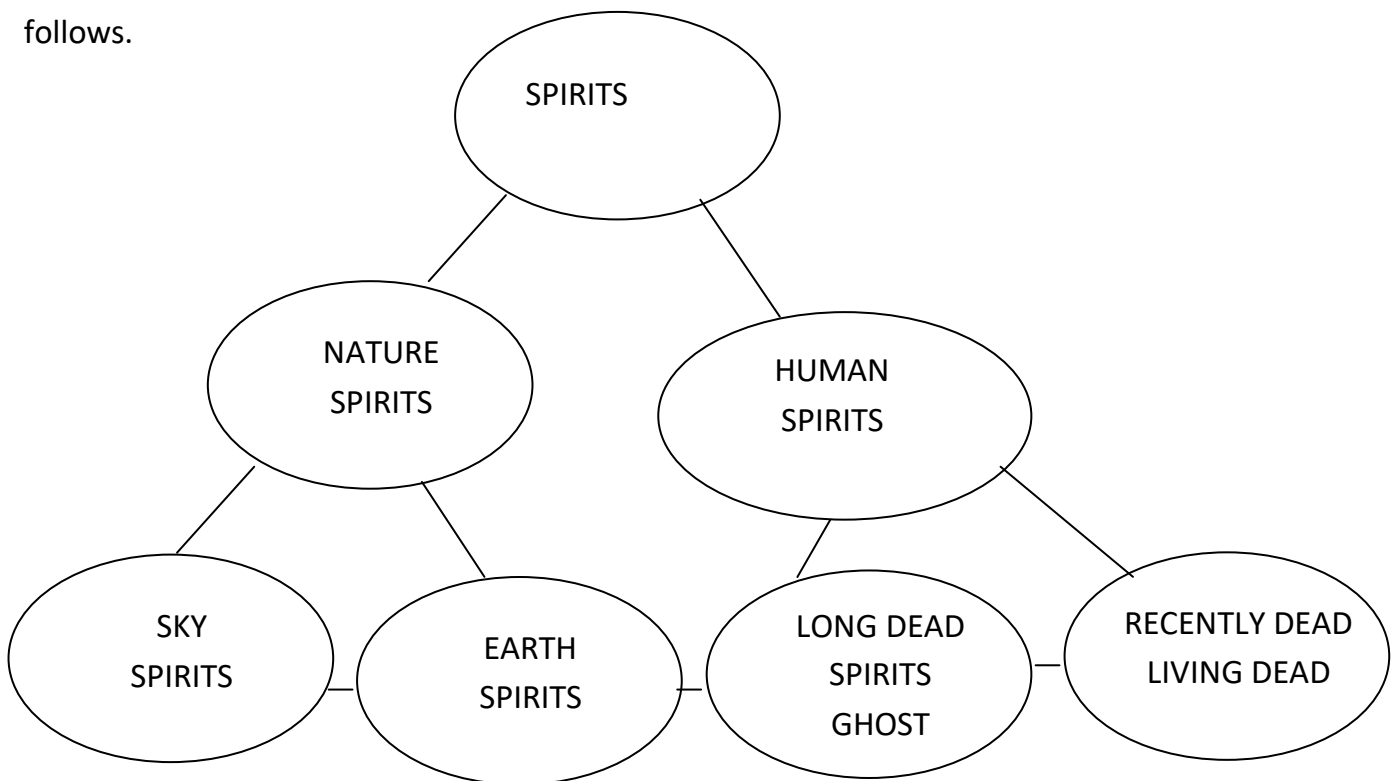 follows.
SPIRITS
NATURE
SPIRITS
HUMAN
SPIRITS
SKY
SPIRITS
EARTH
SPIRITS
LONG DEAD
SPIRITS
GHOST
RECENTLY DEAD
LIVING DEAD